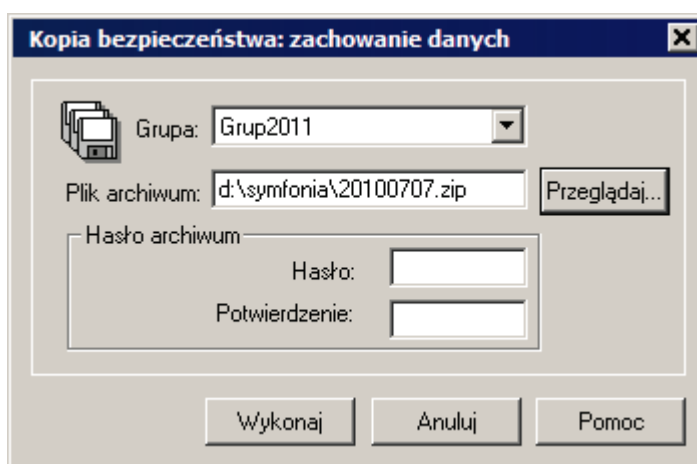 Kopia bezpieczeństwa: zachowanie danych
Grupa: Grup2011
Plik archiwum: d:\symfonia\20100707.zip Przeglądaj...
Hasło archiwum
Hasło:
Potwierdzenie:
Wykonaj Anuluj Pomoc